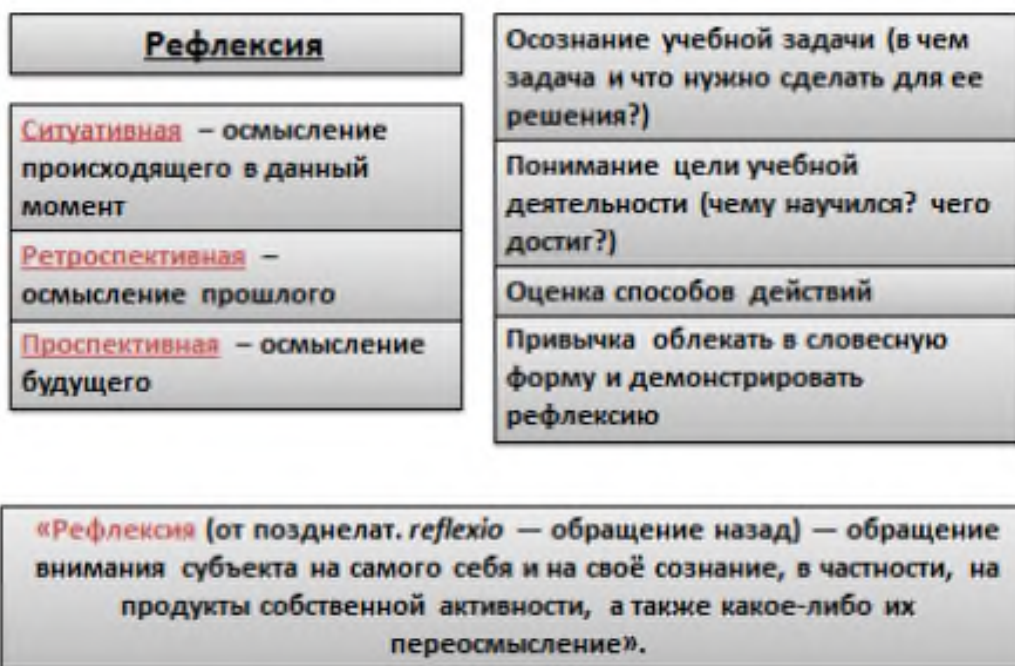 Рефлексия
Ситуативная – осмысление
происходящего в данный
момент
Ретроспективная –
осмысление прошлого
Проспективная – осмысление
будущего
Осознание учебной задачи (в чем
задача и что нужно сделать для ее
решения?)
Понимание цели учебной
деятельности (чему научился? чего
достиг?)
Оценка способов действий
Привычка облекать в словесную
форму и демонстрировать
рефлексию
«Рефлексия (от позднелат. reflexio — обращение назад) — обращение
внимания субъекта на самого себя и на своё сознание, в частности, на
продукты собственной активности, а также какое-либо их
переосмысление».